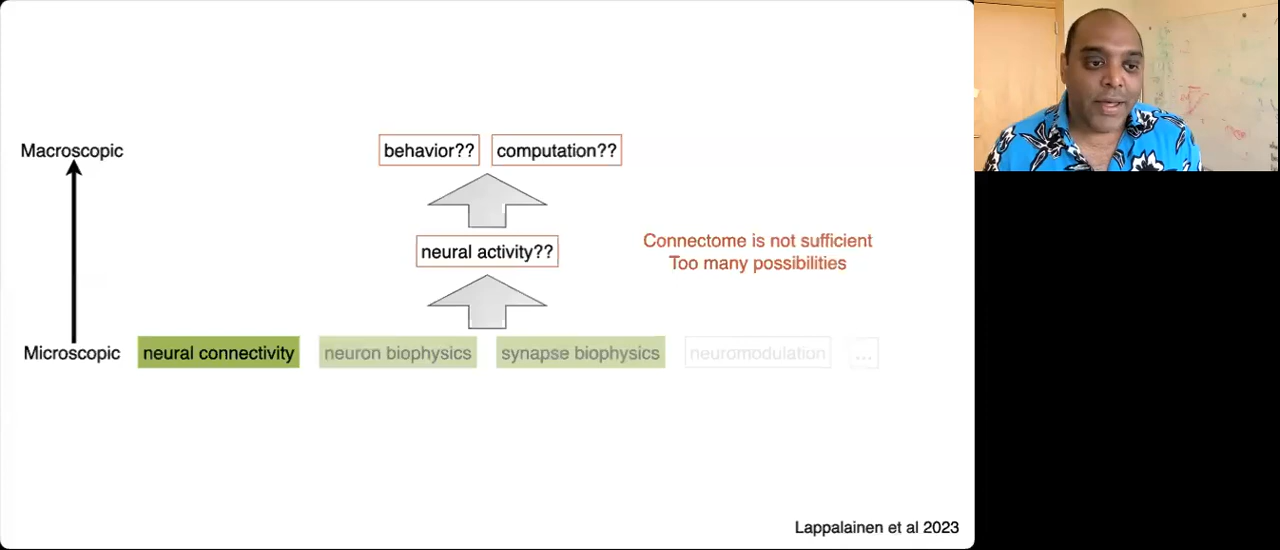 Macroscopic
behavior??
computation??
neural activity??
Connectome is not sufficient
Too many possibilities
Microscopic
neural connectivity
neuron biophysics
synapse biophysics
neuromodulation
...
Lappalainen et al 2023